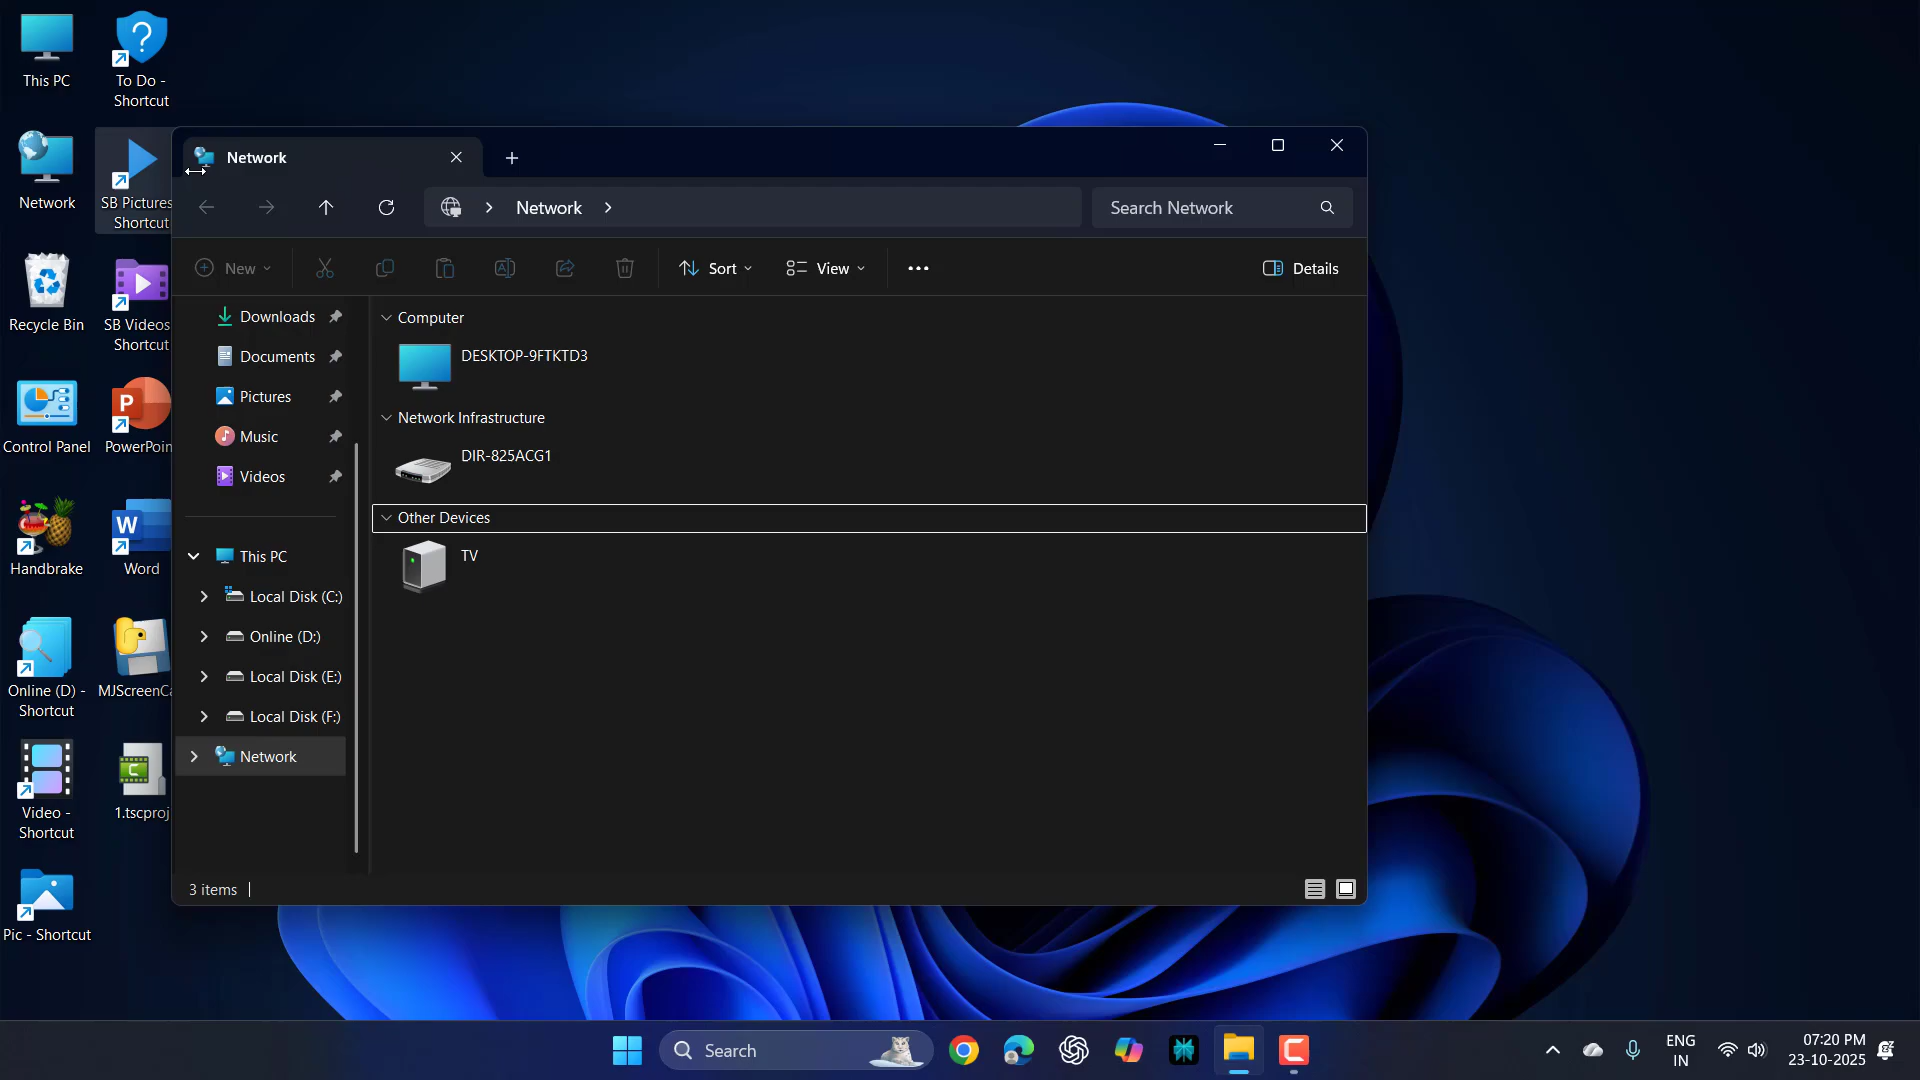 This PC
To Do -
Shortcut
Network
SB Pictures
Shortcut
Recycle Bin
SB Videos
Shortcut
Control Panel
PowerPoin
Handbrake
Word
Online (D) -
Shortcut
MJScreenCa
Video -
Shortcut
1.tscproj
Pic - Shortcut
Network
Network
Search Network
New
Sort
View
Details
Downloads
Documents
Pictures
Music
Videos
This PC
Local Disk (C:)
Online (D:)
Local Disk (E:)
Local Disk (F:)
Network
Computer
DESKTOP-9FTKTD3
Network Infrastructure
DIR-825ACG1
Other Devices
TV
3 items
Search
ENG
IN
07:20 PM
23-10-2025